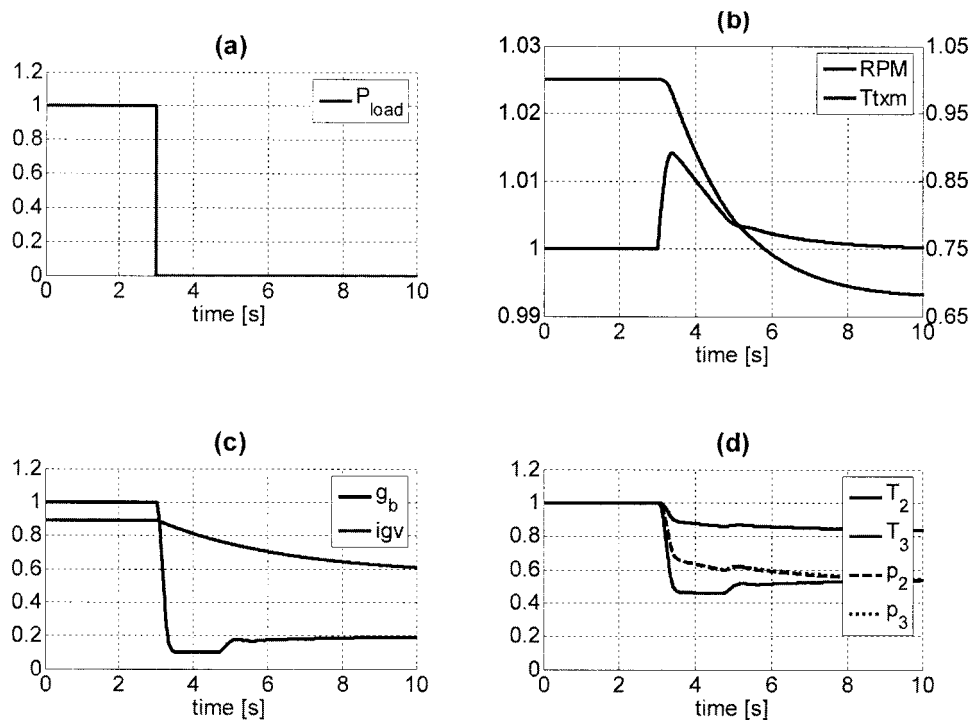 (a)
1.2
1
0.8
0.6
0.4
0.2
0
0 2 4 6 8 10
time [s]
P_load
(b)
1.03
1.02
1.01
1
0.99
1.05
0.95
0.85
0.75
0.65
0 2 4 6 8 10
time [s]
RPM
Ttxm
(c)
1.2
1
0.8
0.6
0.4
0.2
0
0 2 4 6 8 10
time [s]
g_b
igv
(d)
1.2
1
0.8
0.6
0.4
0.2
0
0 2 4 6 8 10
time [s]
T_2
T_3
p_2
p_3